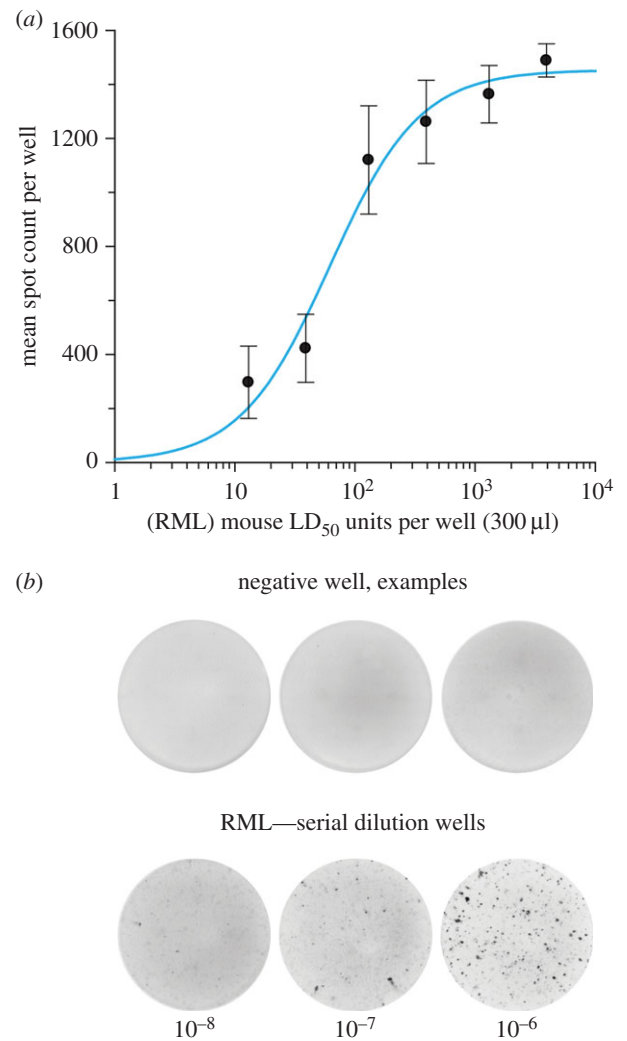 (a)
1600
1200
800
400
0
mean spot count per well
1 10 10² 10³ 10⁴
(RML) mouse LD₅₀ units per well (300 µl)
(b)
negative well, examples
RML—serial dilution wells
10⁻⁸ 10⁻⁷ 10⁻⁶